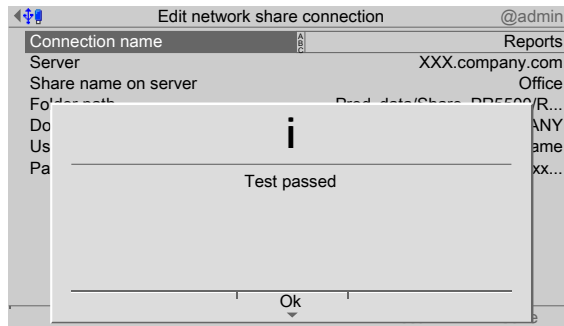 Edit network share connection @admin
Connection name ABC Reports
Server XXX.company.com
Share name on server Office
i
Test passed
Ok